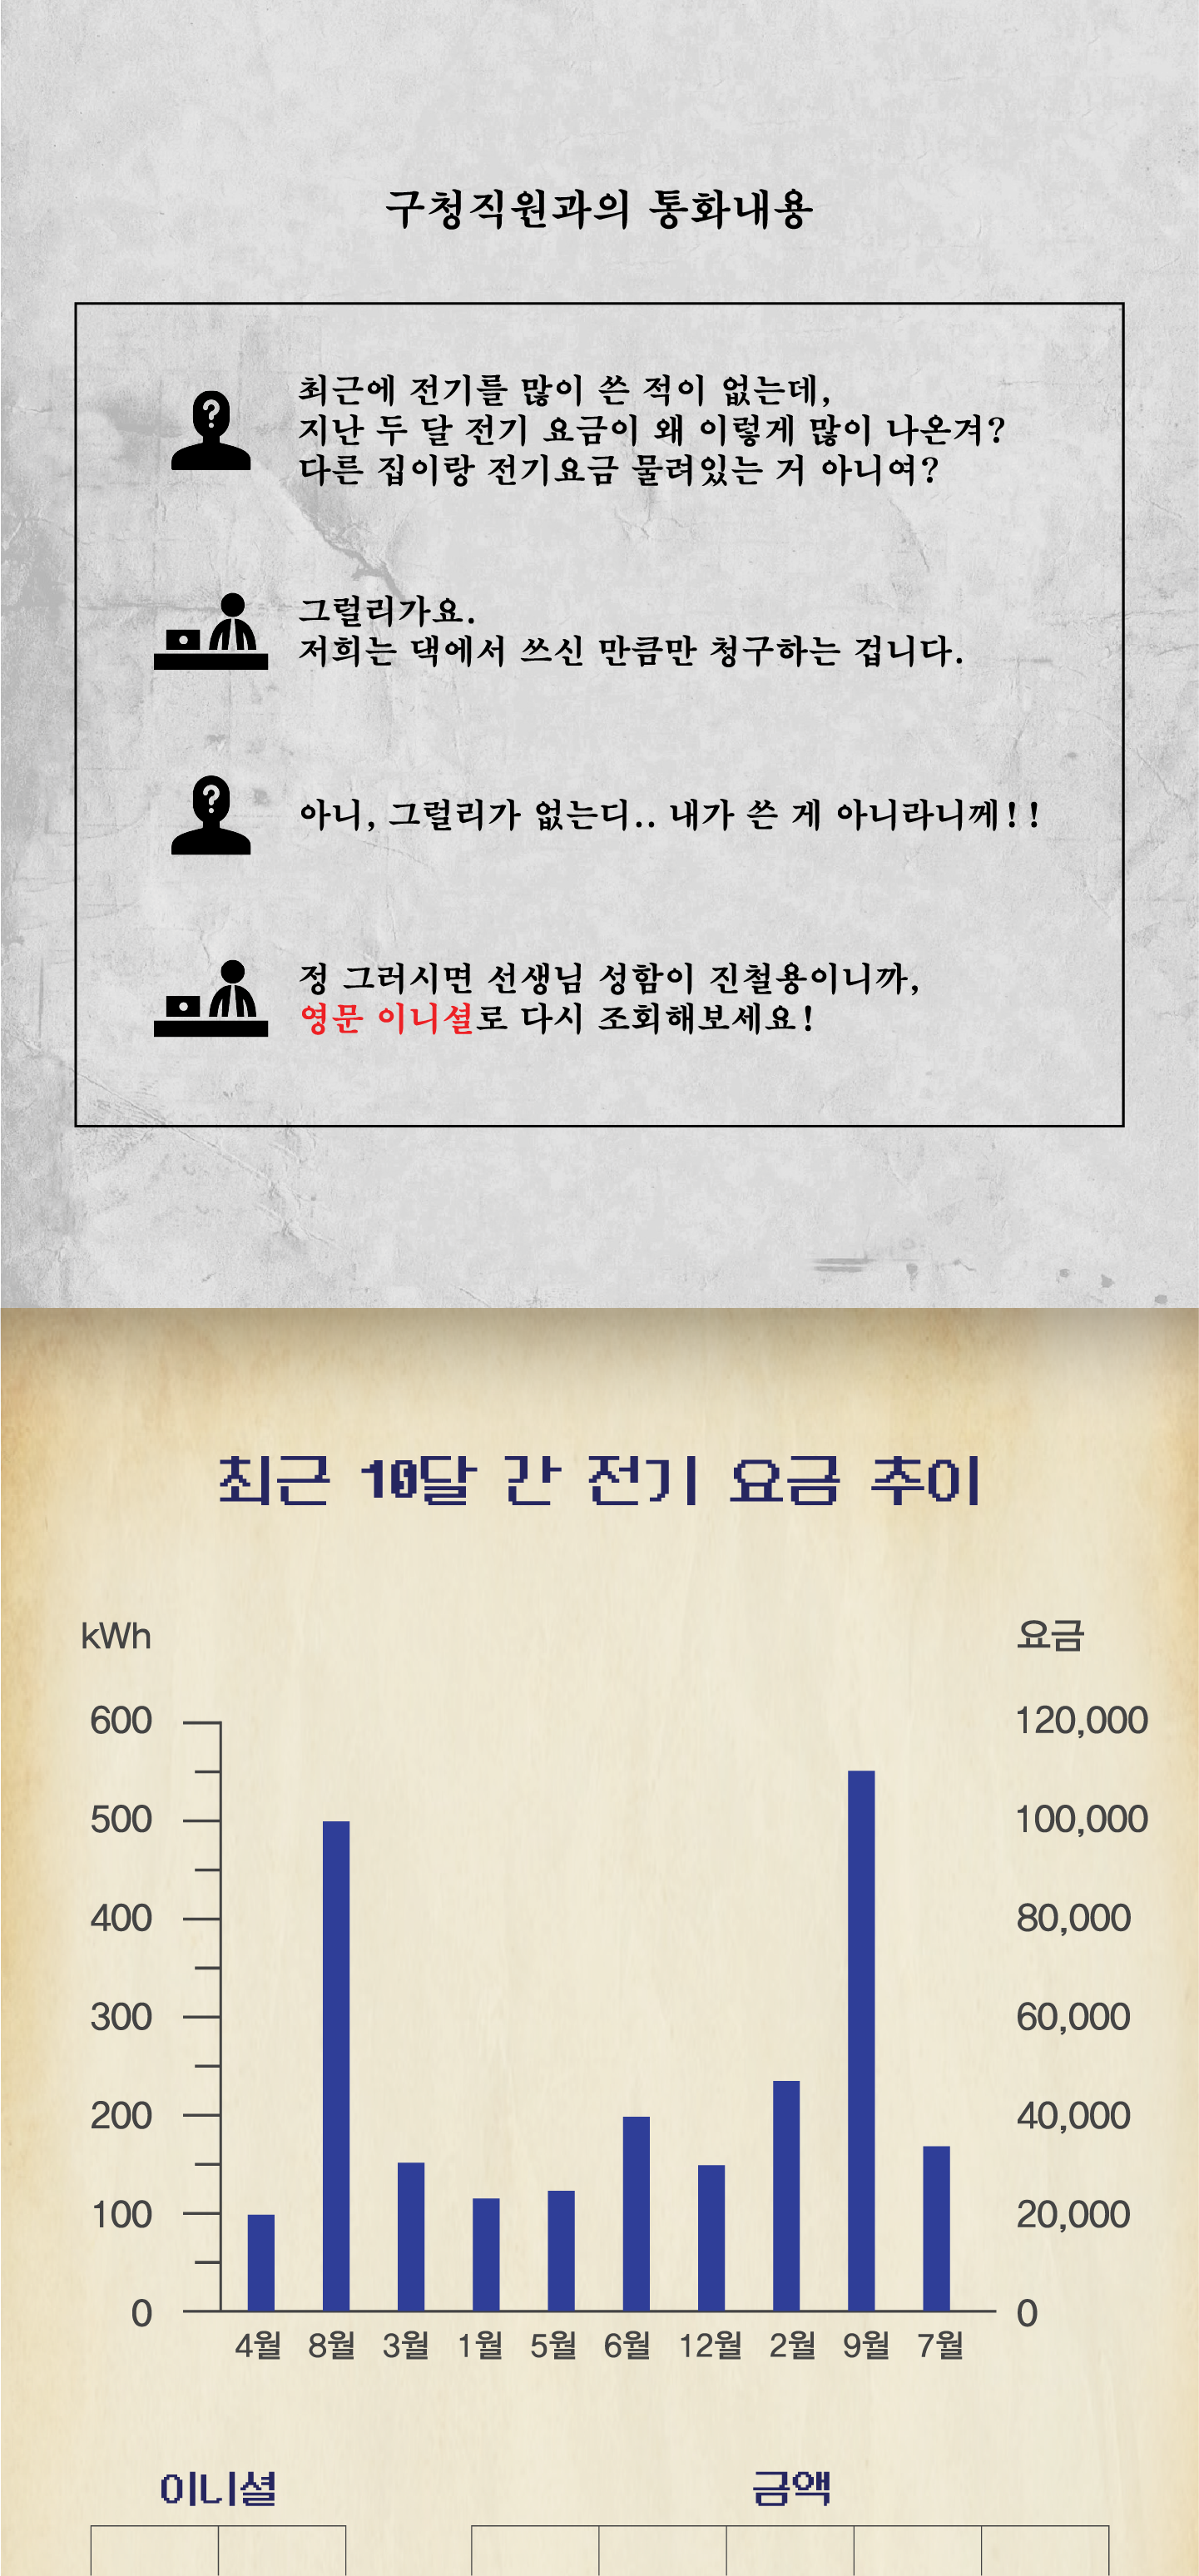 구청직원과의 통화내용
최근에 전기를 많이 쓴 적이 없는데,
지난 두 달 전기 요금이 왜 이렇게 많이 나온겨?
다른 집이랑 전기요금 물려있는 거 아니여?
그럴리가요.
저희는 댁에서 쓰신 만큼만 청구하는 겁니다.
아니, 그럴리가 없는디.. 내가 쓴 게 아니라니께!!
정 그러시면 선생님 성함이 진철용이니까,
영문 이니셜로 다시 조회해보세요!
최근 10달 간 전기 요금 추이
kWh 요금
600 120,000
500 100,000
400 80,000
300 60,000
200 40,000
100 20,000
0 0
4월 8월 3월 1월 5월 6월 12월 2월 9월 7월
이니셜 금액